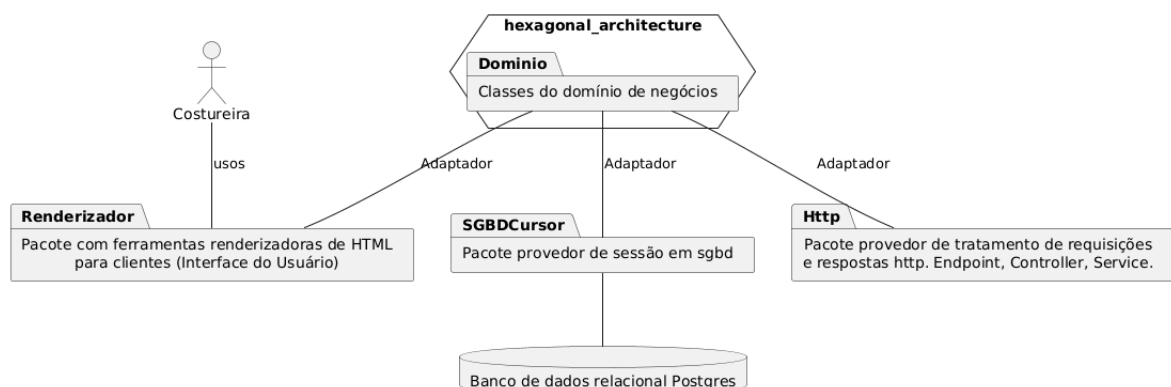 hexagonal_architecture
Dominio
Classes do domínio de negócios
Costureira
usos
Adaptador
Adaptador
Adaptador
Renderizador
Pacote com ferramentas renderizadoras de HTML
para clientes (Interface do Usuário)
SGBDCursor
Pacote provedor de sessão em sgbd
Http
Pacote provedor de tratamento de requisições
e respostas http. Endpoint, Controller, Service.
Banco de dados relacional Postgres